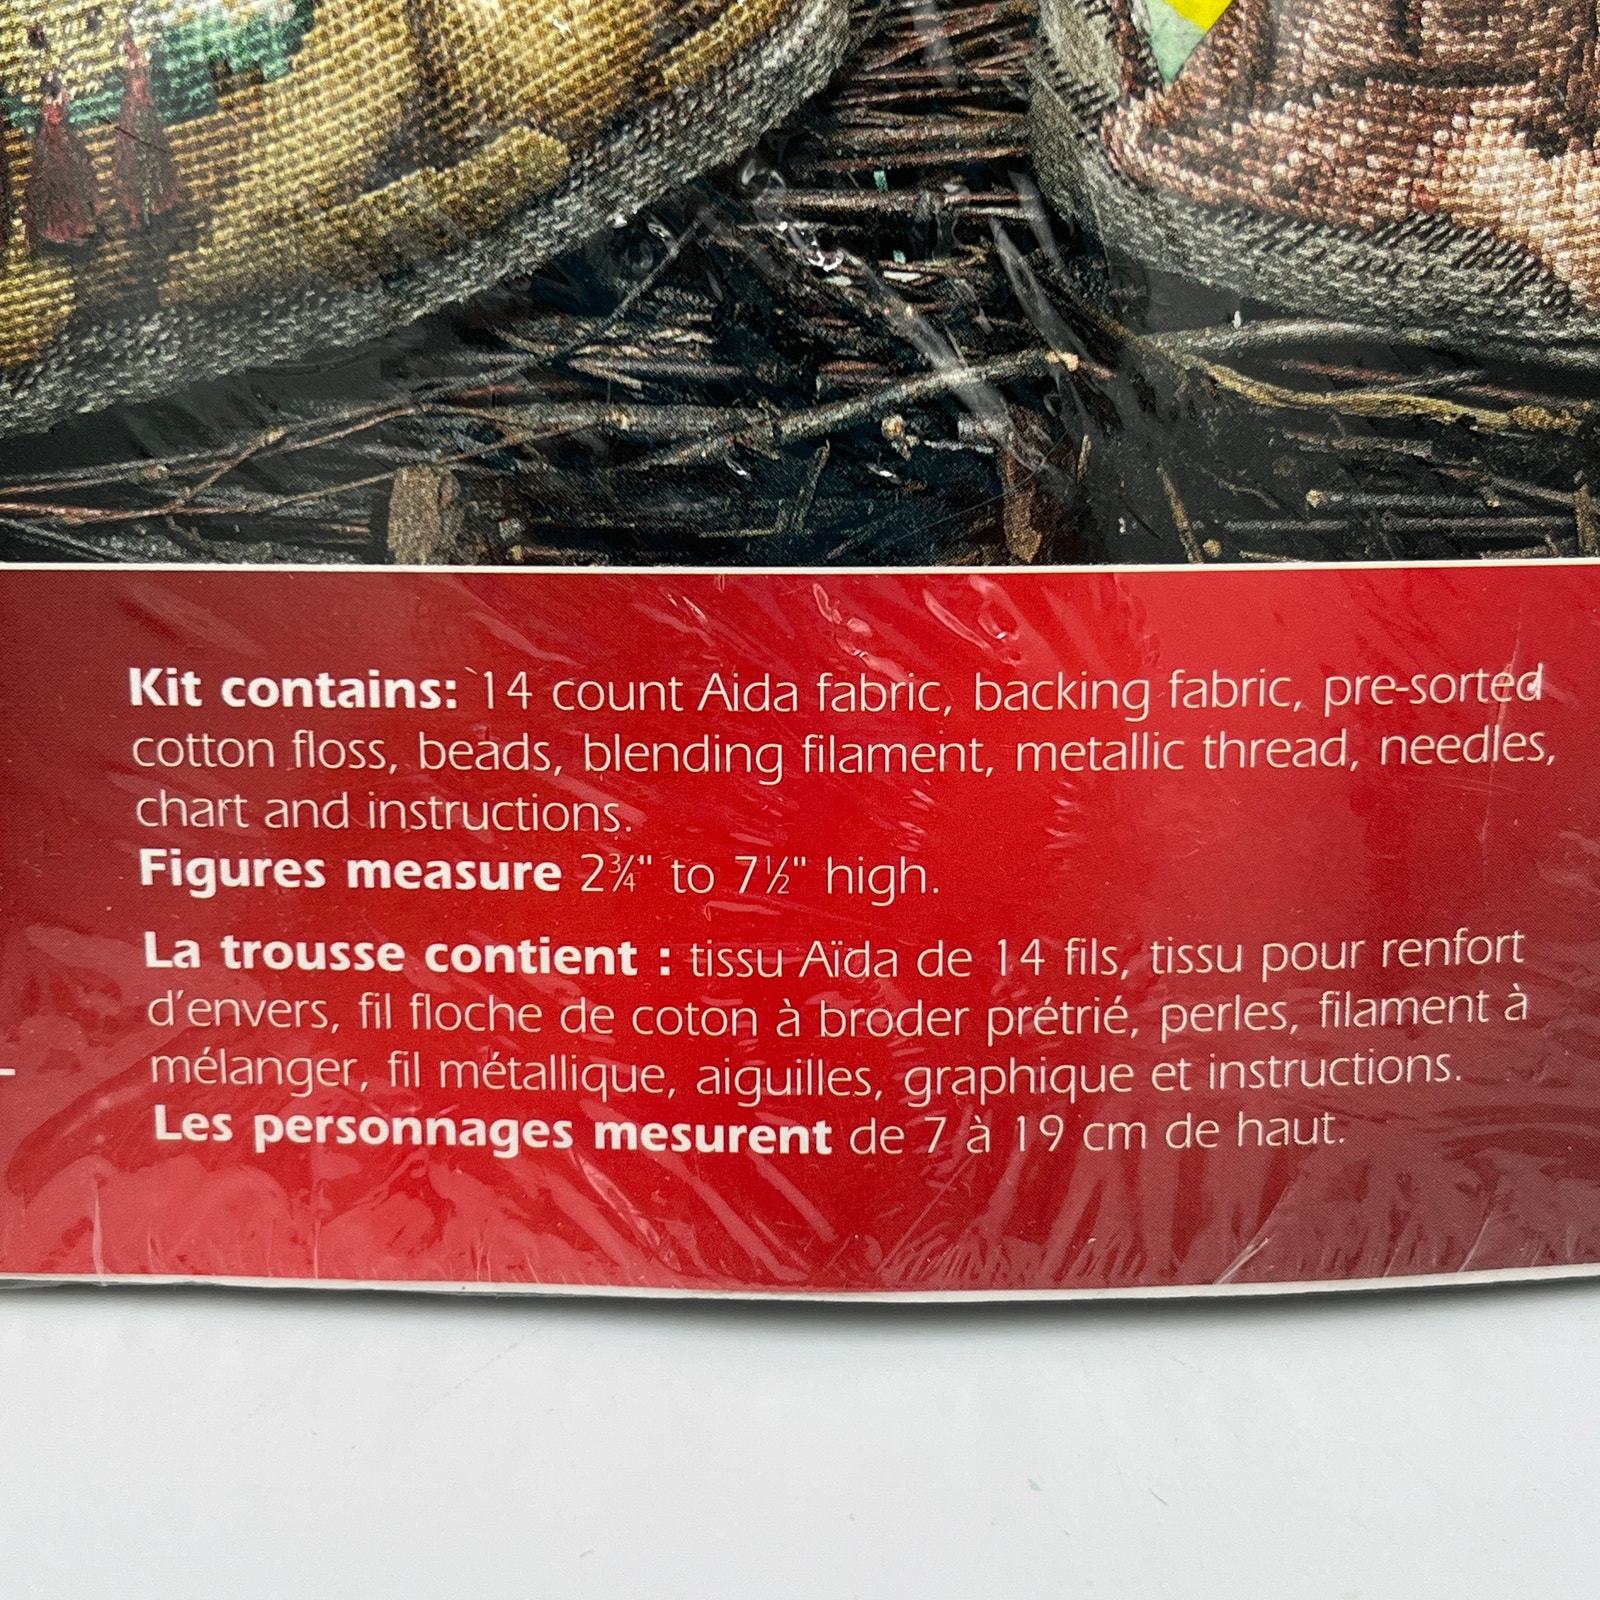 Kit contains: 14 count Aida fabric, backing fabric, pre-sorted
cotton floss, beads, blending filament, metallic thread, needles,
chart and instructions.
Figures measure 2¾" to 7½" high.
La trousse contient : tissu Aïda de 14 fils, tissu pour renfort
d'envers, fil floche de coton à broder prétrié, perles, filament à
mélanger, fil métallique, aiguilles, graphique et instructions.
Les personnages mesurent de 7 à 19 cm de haut.